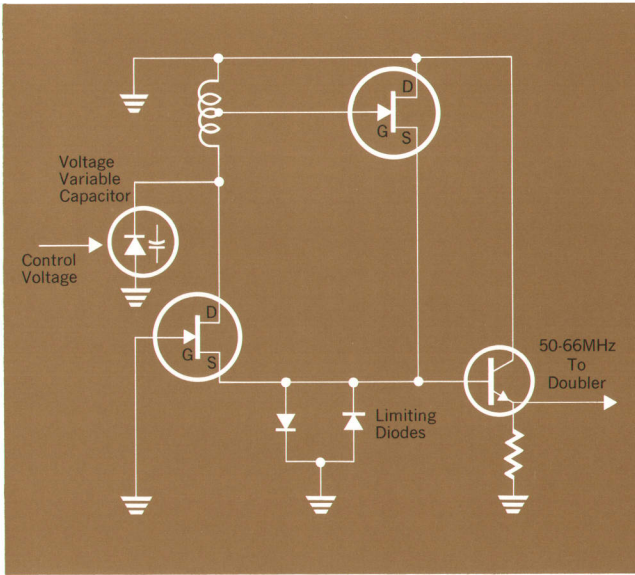 D
G
S
Voltage
Variable
Capacitor
Control
Voltage
D
G
S
50-66MHz
To
Doubler
Limiting
Diodes